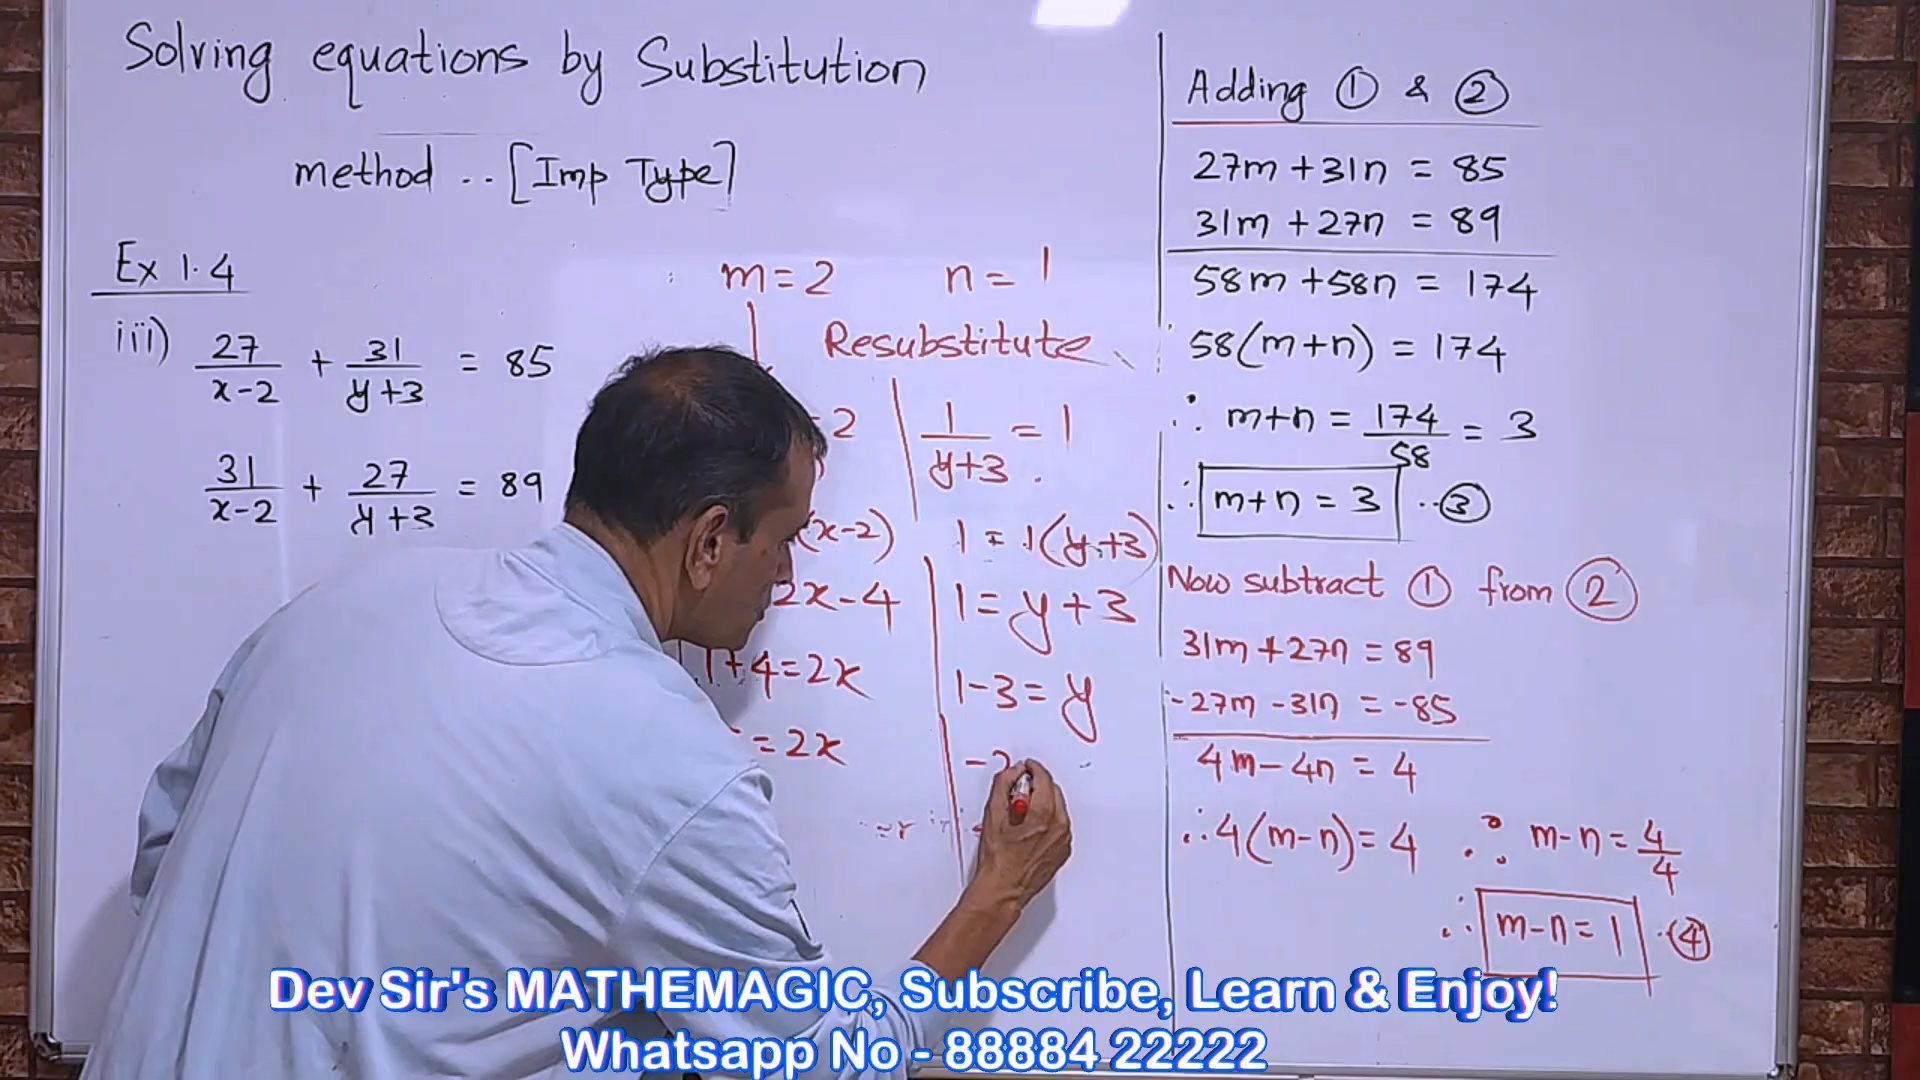 Solving equations by Substitution
method .. [Imp Type]
Ex 1.4
iii) 27/(x-2) + 31/(y+3) = 85
31/(x-2) + 27/(y+3) = 89
m = 2 n = 1
Resubstitute
= 2
(x-2)
2x - 4
1 + 4 = 2x
= 2x
1/(y+3) = 1
1 = 1(y+3)
1 = y + 3
1 - 3 = y
-2
Adding ① & ②
27m + 31n = 85
31m + 27n = 89
58m + 58n = 174
58(m+n) = 174
∴ m+n = 174/58 = 3
∴ m+n = 3 ..③
Now subtract ① from ②
31m + 27n = 89
-27m - 31n = -85
4m - 4n = 4
∴ 4(m-n) = 4 ∴ m-n = 4/4
∴ m-n = 1 .④
Dev Sir's MATHEMAGIC, Subscribe, Learn & Enjoy!
Whatsapp No - 88884 22222